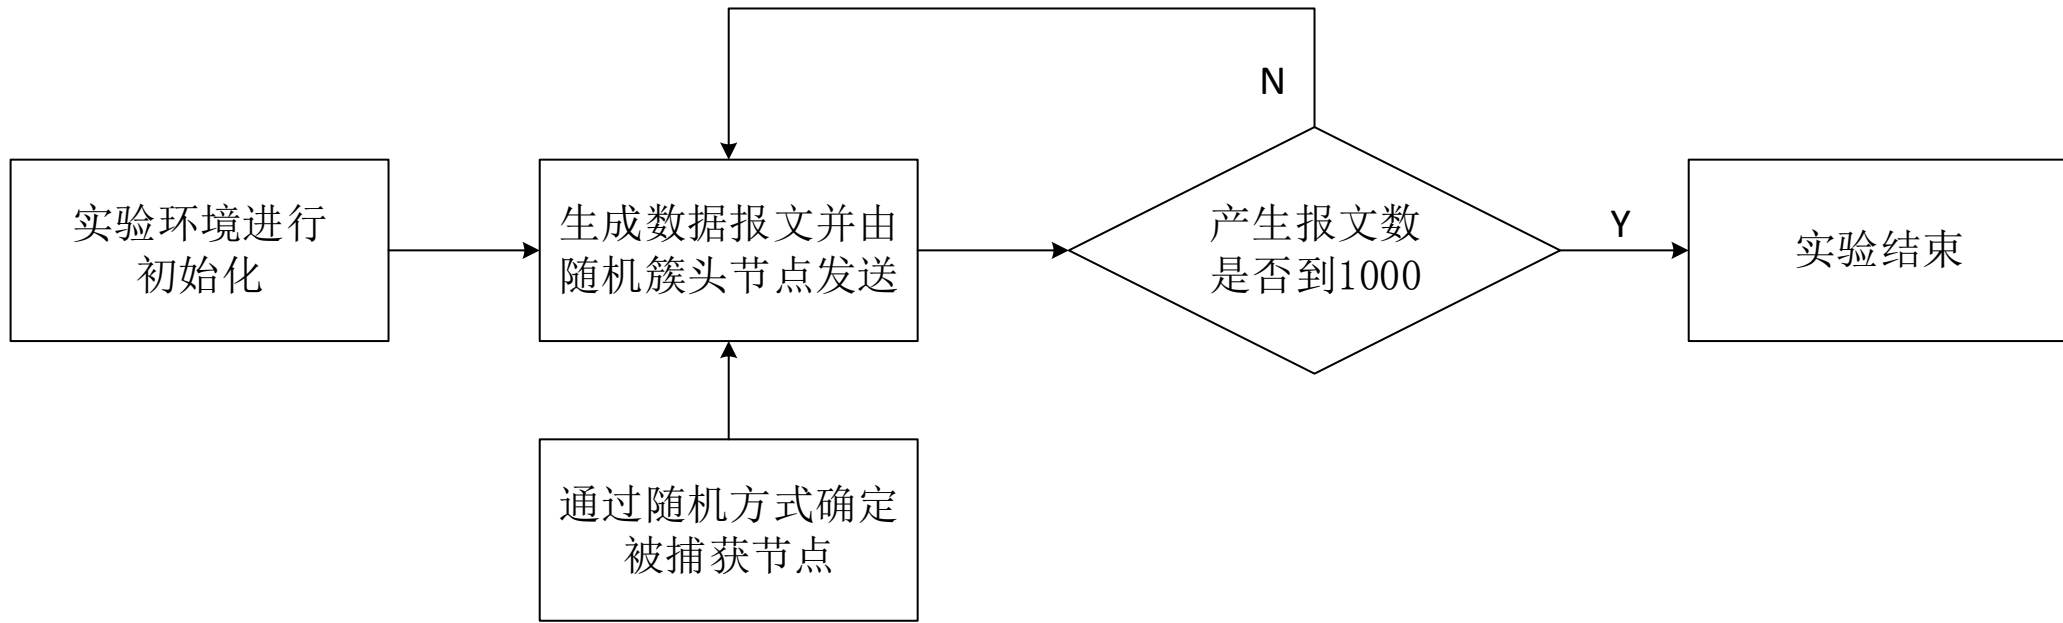 N
实验环境进行
初始化
生成数据报文并由
随机簇头节点发送
产生报文数
是否到1000
Y
实验结束
通过随机方式确定
被捕获节点